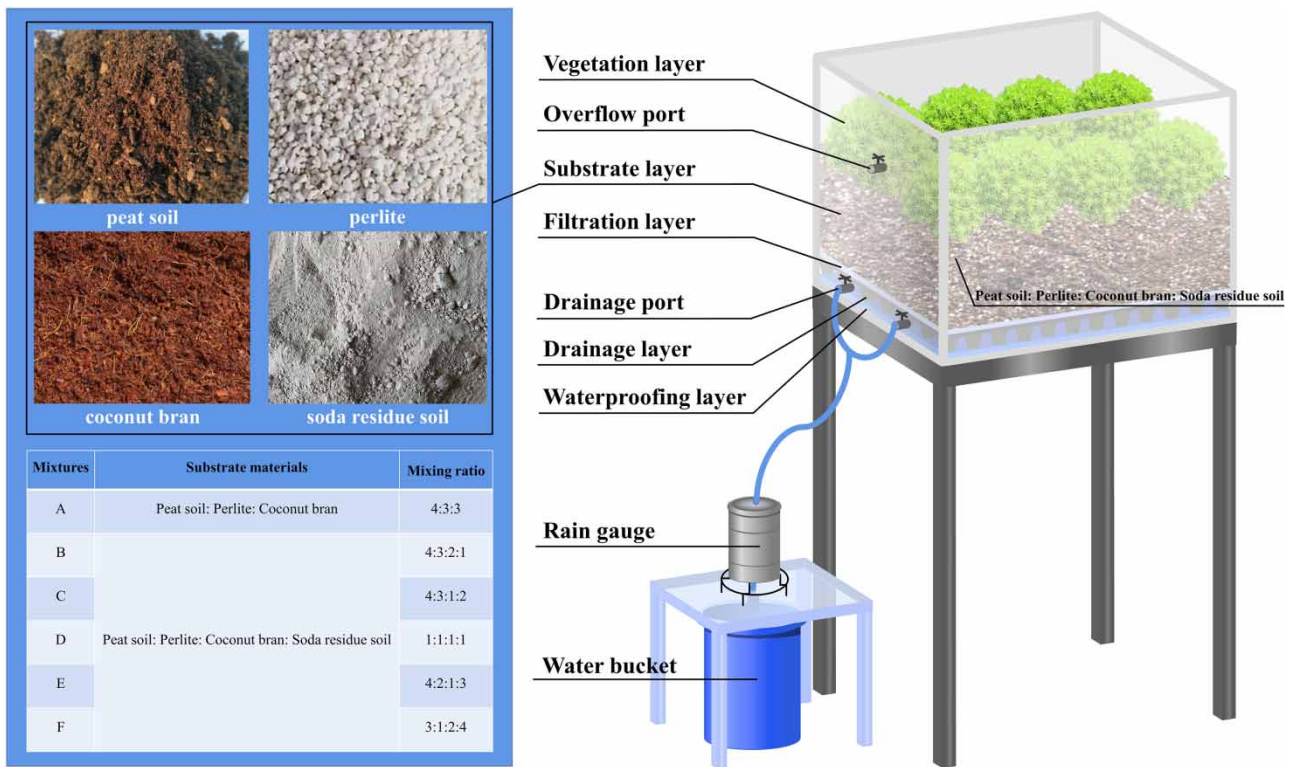 peat soil
perlite
coconut bran
soda residue soil
Mixtures Substrate materials Mixing ratio
A Peat soil: Perlite: Coconut bran 4:3:3
B 4:3:2:1
C 4:3:1:2
D Peat soil: Perlite: Coconut bran: Soda residue soil 1:1:1:1
E 4:2:1:3
F 3:1:2:4
Vegetation layer
Overflow port
Substrate layer
Filtration layer
Drainage port
Drainage layer
Waterproofing layer
Rain gauge
Water bucket
Peat soil: Perlite: Coconut bran: Soda residue soil